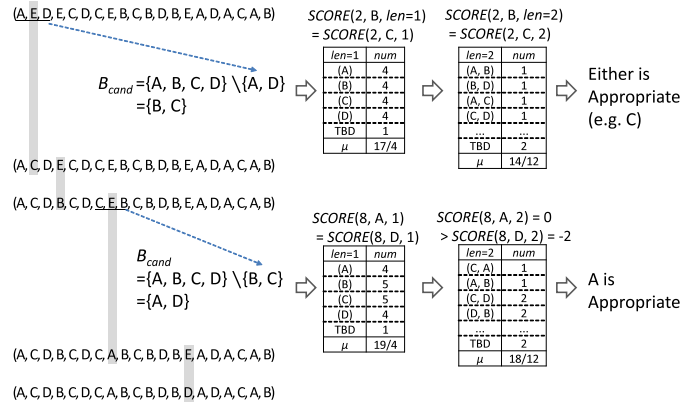 (A, E, D, E, C, D, C, E, B, C, B, D, B, E, A, D, A, C, A, B)
B_cand ={A, B, C, D} \{A, D}
={B, C}
SCORE(2, B, len=1)
= SCORE(2, C, 1)
len=1 num
(A) 4
(B) 4
(C) 4
(D) 4
TBD 1
μ 17/4
SCORE(2, B, len=2)
= SCORE(2, C, 2)
len=2 num
(A, B) 1
(B, D) 1
(A, C) 1
(C, D) 1
... ...
TBD 2
μ 14/12
Either is
Appropriate
(e.g. C)
(A, C, D, E, C, D, C, E, B, C, B, D, B, E, A, D, A, C, A, B)
(A, C, D, B, C, D, C, E, B, C, B, D, B, E, A, D, A, C, A, B)
B_cand
={A, B, C, D} \{B, C}
={A, D}
SCORE(8, A, 1)
= SCORE(8, D, 1)
len=1 num
(A) 4
(B) 5
(C) 5
(D) 4
TBD 1
μ 19/4
SCORE(8, A, 2) = 0
> SCORE(8, D, 2) = -2
len=2 num
(C, A) 1
(A, B) 1
(C, D) 2
(D, B) 2
... ...
TBD 2
μ 18/12
A is
Appropriate
(A, C, D, B, C, D, C, A, B, C, B, D, B, E, A, D, A, C, A, B)
(A, C, D, B, C, D, C, A, B, C, B, D, B, D, A, D, A, C, A, B)